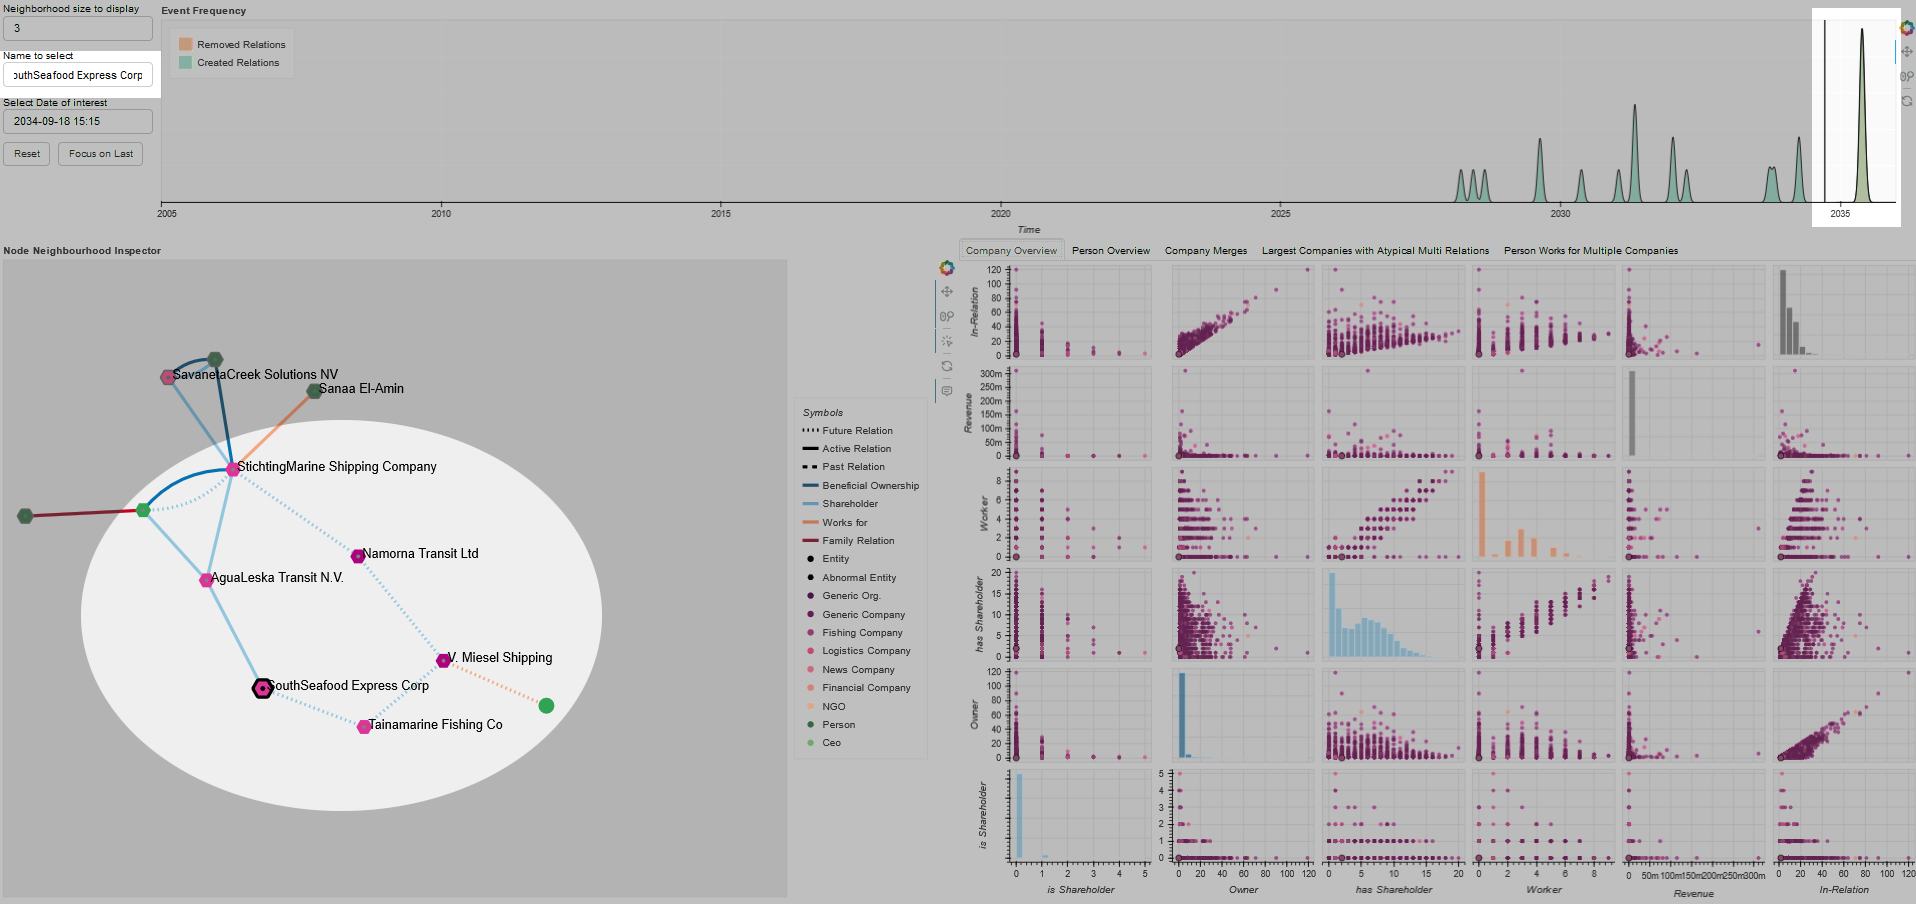 Neighborhood size to display
3
Name to select
outhSeafood Express Corp
Select Date of interest
2034-09-18 15:15
Reset
Focus on Last
Event Frequency
Removed Relations
Created Relations
2005
2010
2015
2020
2025
2030
2035
Time
Node Neighbourhood Inspector
SavanetaCreek Solutions NV
Sanaa El-Amin
StichtingMarine Shipping Company
Namorna Transit Ltd
AguaLeska Transit N.V.
V. Miesel Shipping
SouthSeafood Express Corp
Tainamarine Fishing Co
Symbols
Future Relation
Active Relation
Past Relation
Beneficial Ownership
Shareholder
Works for
Family Relation
Entity
Abnormal Entity
Generic Org.
Generic Company
Fishing Company
Logistics Company
News Company
Financial Company
NGO
Person
Ceo
Company Overview
Person Overview
Company Merges
Largest Companies with Atypical Multi Relations
Person Works for Multiple Companies
In-Relation
120
100
80
60
40
20
0
Revenue
300m
250m
200m
150m
100m
50m
0
Worker
8
6
4
2
0
has Shareholder
20
15
10
5
0
Owner
120
100
80
60
40
20
0
is Shareholder
5
4
3
2
1
0
0 1 2 3 4 5
is Shareholder
0 20 40 60 80 100 120
Owner
0 5 10 15 20
has Shareholder
0 2 4 6 8
Worker
0 50m 100m 150m 200m 250m 300m
Revenue
0 20 40 60 80 100 120
In-Relation